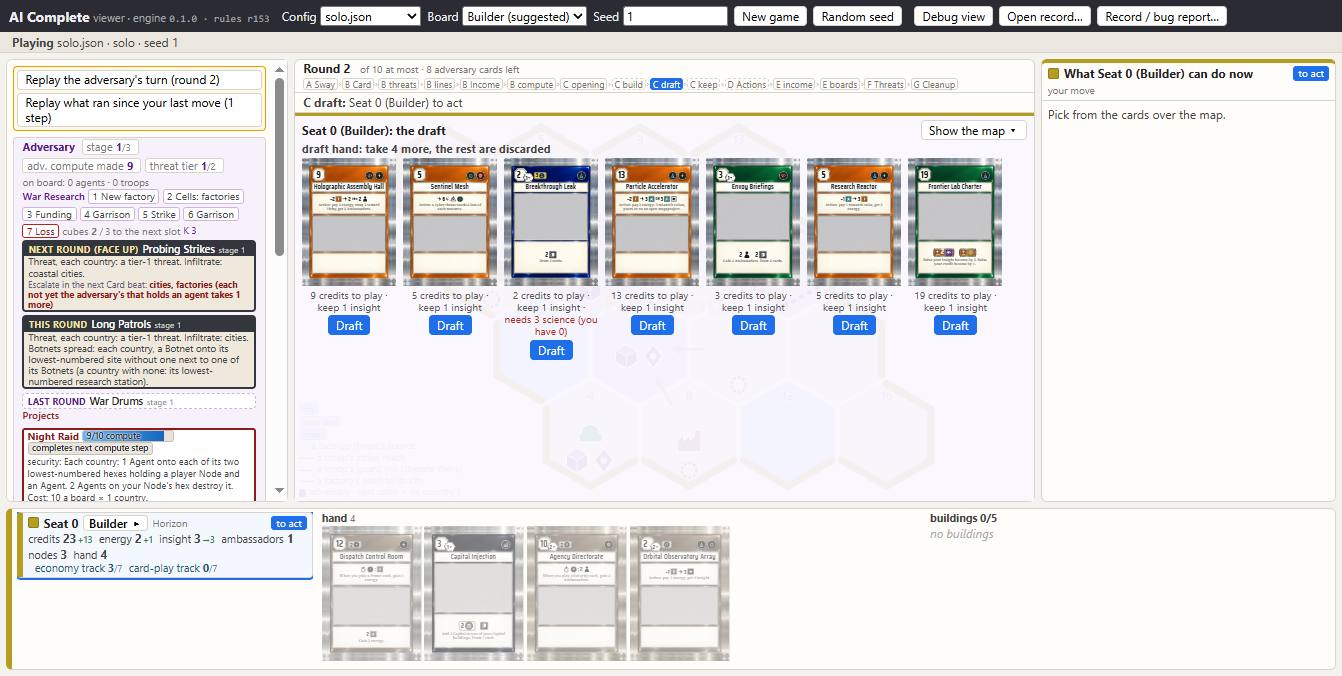 AI Complete viewer · engine 0.1.0 · rules r153 Config solo.json Board Builder (suggested) Seed 1 New game Random seed Debug view Open record... Record / bug report...
Playing solo.json · solo · seed 1
Replay the adversary's turn (round 2)
Replay what ran since your last move (1 step)
Adversary stage 1/3
adv. compute made 9 threat tier 1/2
on board: 0 agents · 0 troops
War Research 1 New factory 2 Cells: factories
3 Funding 4 Garrison 5 Strike 6 Garrison
7 Loss cubes 2 / 3 to the next slot K 3
NEXT ROUND (FACE UP) Probing Strikes stage 1
Threat, each country: a tier-1 threat. Infiltrate:
coastal cities.
Escalate in the next Card beat: cities, factories (each
not yet the adversary's that holds an agent takes 1
more)
THIS ROUND Long Patrols stage 1
Threat, each country: a tier-1 threat. Infiltrate: cities.
Botnets spread: each country, a Botnet onto its
lowest-numbered site without one next to one of
its Botnets (a country with none: its lowest-
numbered research station).
LAST ROUND War Drums stage 1
Projects
Night Raid 9/10 compute
completes next compute step
security: Each country: 1 Agent onto each of its two
lowest-numbered hexes holding a player Node and
an Agent. 2 Agents on your Node's hex destroy it.
Cost: 10 a board × 1 country.
Round 2 of 10 at most · 8 adversary cards left
A Sway B Card B threats B lines B Income B compute C opening C build C draft C keep D Actions E income E boards F Threats G Cleanup
C draft: Seat 0 (Builder) to act
Seat 0 (Builder): the draft
Show the map
draft hand: take 4 more, the rest are discarded
9 Holographic Assembly Hall
5 Sentinel Mesh
2 Breakthrough Leak
13 Particle Accelerator
3 Envoy Briefings
5 Research Reactor
19 Frontier Lab Charter
9 credits to play · keep 1 insight
Draft
5 credits to play · keep 1 insight
Draft
2 credits to play · keep 1 insight · needs 3 science (you have 0)
Draft
13 credits to play · keep 1 insight
Draft
3 credits to play · keep 1 insight
Draft
5 credits to play · keep 1 insight
Draft
19 credits to play · keep 1 insight
Draft
What Seat 0 (Builder) can do now to act
your move
Pick from the cards over the map.
Seat 0 Builder Horizon to act
credits 23 +13 energy 2 +1 insight 3 →3 ambassadors 1
nodes 3 hand 4
economy track 3/7 card-play track 0/7
hand 4
12 Dispatch Control Room
3 Capital Injection
10 Agency Directorate
2 Orbital Observatory Array
buildings 0/5
no buildings